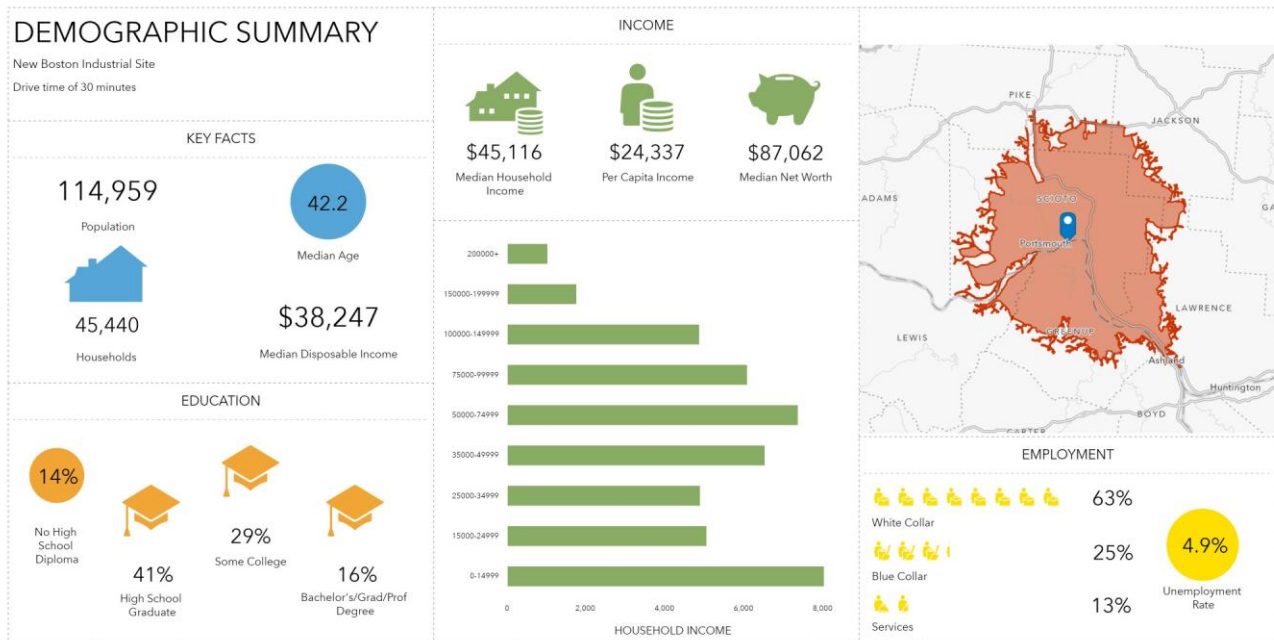 DEMOGRAPHIC SUMMARY
New Boston Industrial Site
Drive time of 30 minutes
KEY FACTS
114,959
Population
42.2
Median Age
45,440
Households
$38,247
Median Disposable Income
EDUCATION
14%
No High
School
Diploma
41%
High School
Graduate
29%
Some College
16%
Bachelor's/Grad/Prof
Degree
INCOME
$45,116
Median Household
Income
$24,337
Per Capita Income
$87,062
Median Net Worth
200000+
150000-199999
100000-149999
75000-99999
50000-74999
35000-49999
25000-34999
15000-24999
0-14999
0 2,000 4,000 6,000 8,000
HOUSEHOLD INCOME
PIKE
JACKSON
ADAMS
SCIOTO
GA
Portsmouth
LAWRENCE
GREENUP
LEWIS
Ashland
Huntington
BOYD
CARTER
EMPLOYMENT
63%
White Collar
25%
Blue Collar
13%
Services
4.9%
Unemployment
Rate